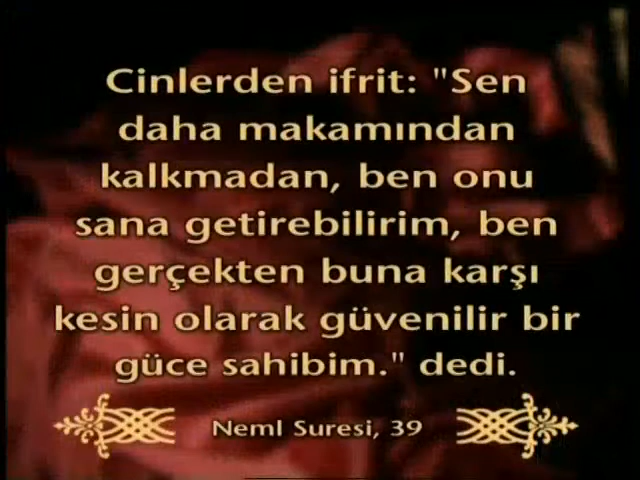 Cinlerden ifrit: "Sen
daha makamından
kalkmadan, ben onu
sana getirebilirim, ben
gerçekten buna karşı
kesin olarak güvenilir bir
güce sahibim." dedi.
Neml Suresi, 39